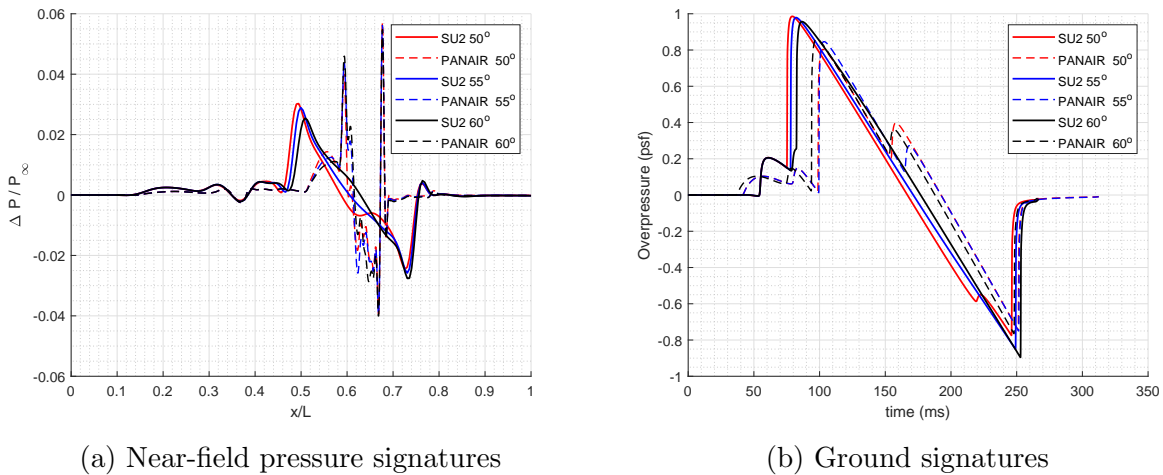 0.06
0.04
0.02
0
-0.02
-0.04
-0.06
Δ P / P∞
0 0.1 0.2 0.3 0.4 0.5 0.6 0.7 0.8 0.9 1
x/L
SU2 50°
PANAIR 50°
SU2 55°
PANAIR 55°
SU2 60°
PANAIR 60°
(a) Near-field pressure signatures
1
0.8
0.6
0.4
0.2
0
-0.2
-0.4
-0.6
-0.8
-1
Overpressure (psf)
0 50 100 150 200 250 300 350
time (ms)
SU2 50°
PANAIR 50°
SU2 55°
PANAIR 55°
SU2 60°
PANAIR 60°
(b) Ground signatures